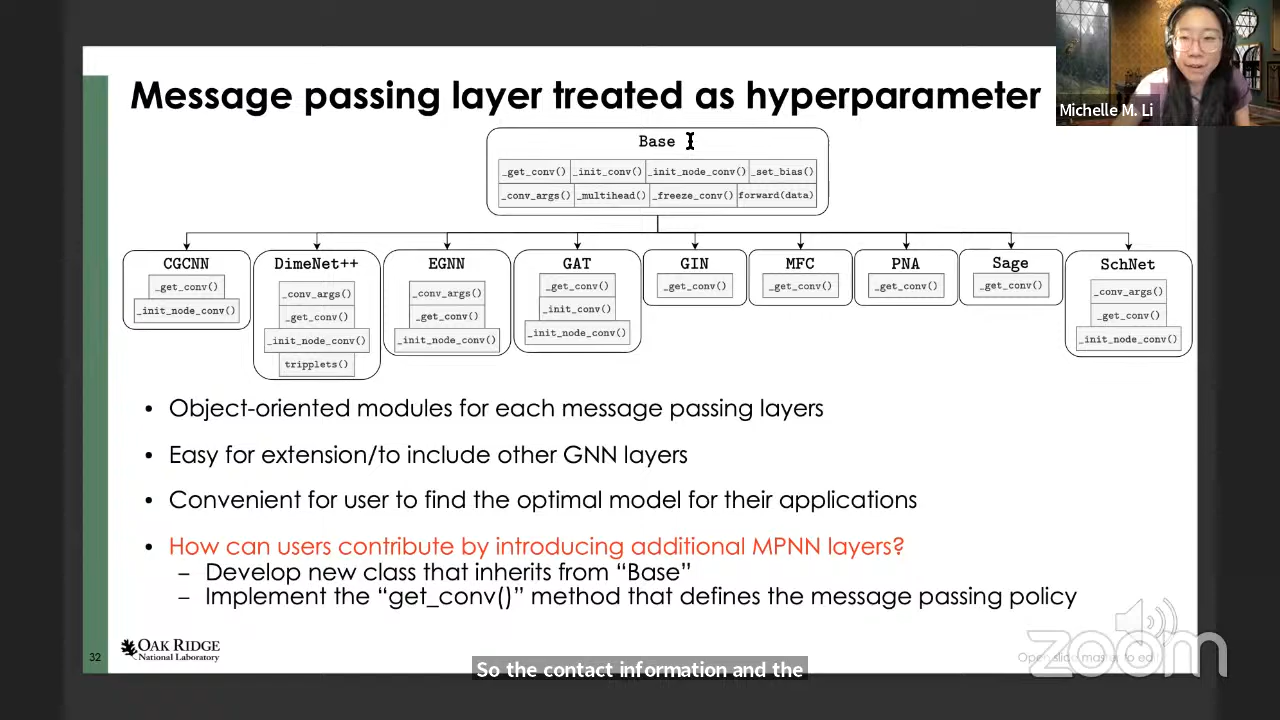 Message passing layer treated as hyperparameter
Michelle M. Li
Base
_get_conv() _init_conv() _init_node_conv() _set_bias()
_conv_args() _multihead() _freeze_conv() forward(data)
CGCNN
_get_conv()
_init_node_conv()
DimeNet++
_conv_args()
_get_conv()
_init_node_conv()
tripplets()
EGNN
_conv_args()
_get_conv()
_init_node_conv()
GAT
_get_conv()
_init_conv()
_init_node_conv()
GIN
_get_conv()
MFC
_get_conv()
PNA
_get_conv()
Sage
_get_conv()
SchNet
_conv_args()
_get_conv()
_init_node_conv()
• Object-oriented modules for each message passing layers
• Easy for extension/to include other GNN layers
• Convenient for user to find the optimal model for their applications
• How can users contribute by introducing additional MPNN layers?
– Develop new class that inherits from “Base”
– Implement the “get_conv()” method that defines the message passing policy
32
OAK RIDGE
National Laboratory
Open slide master to edit
zoom
So the contact information and the